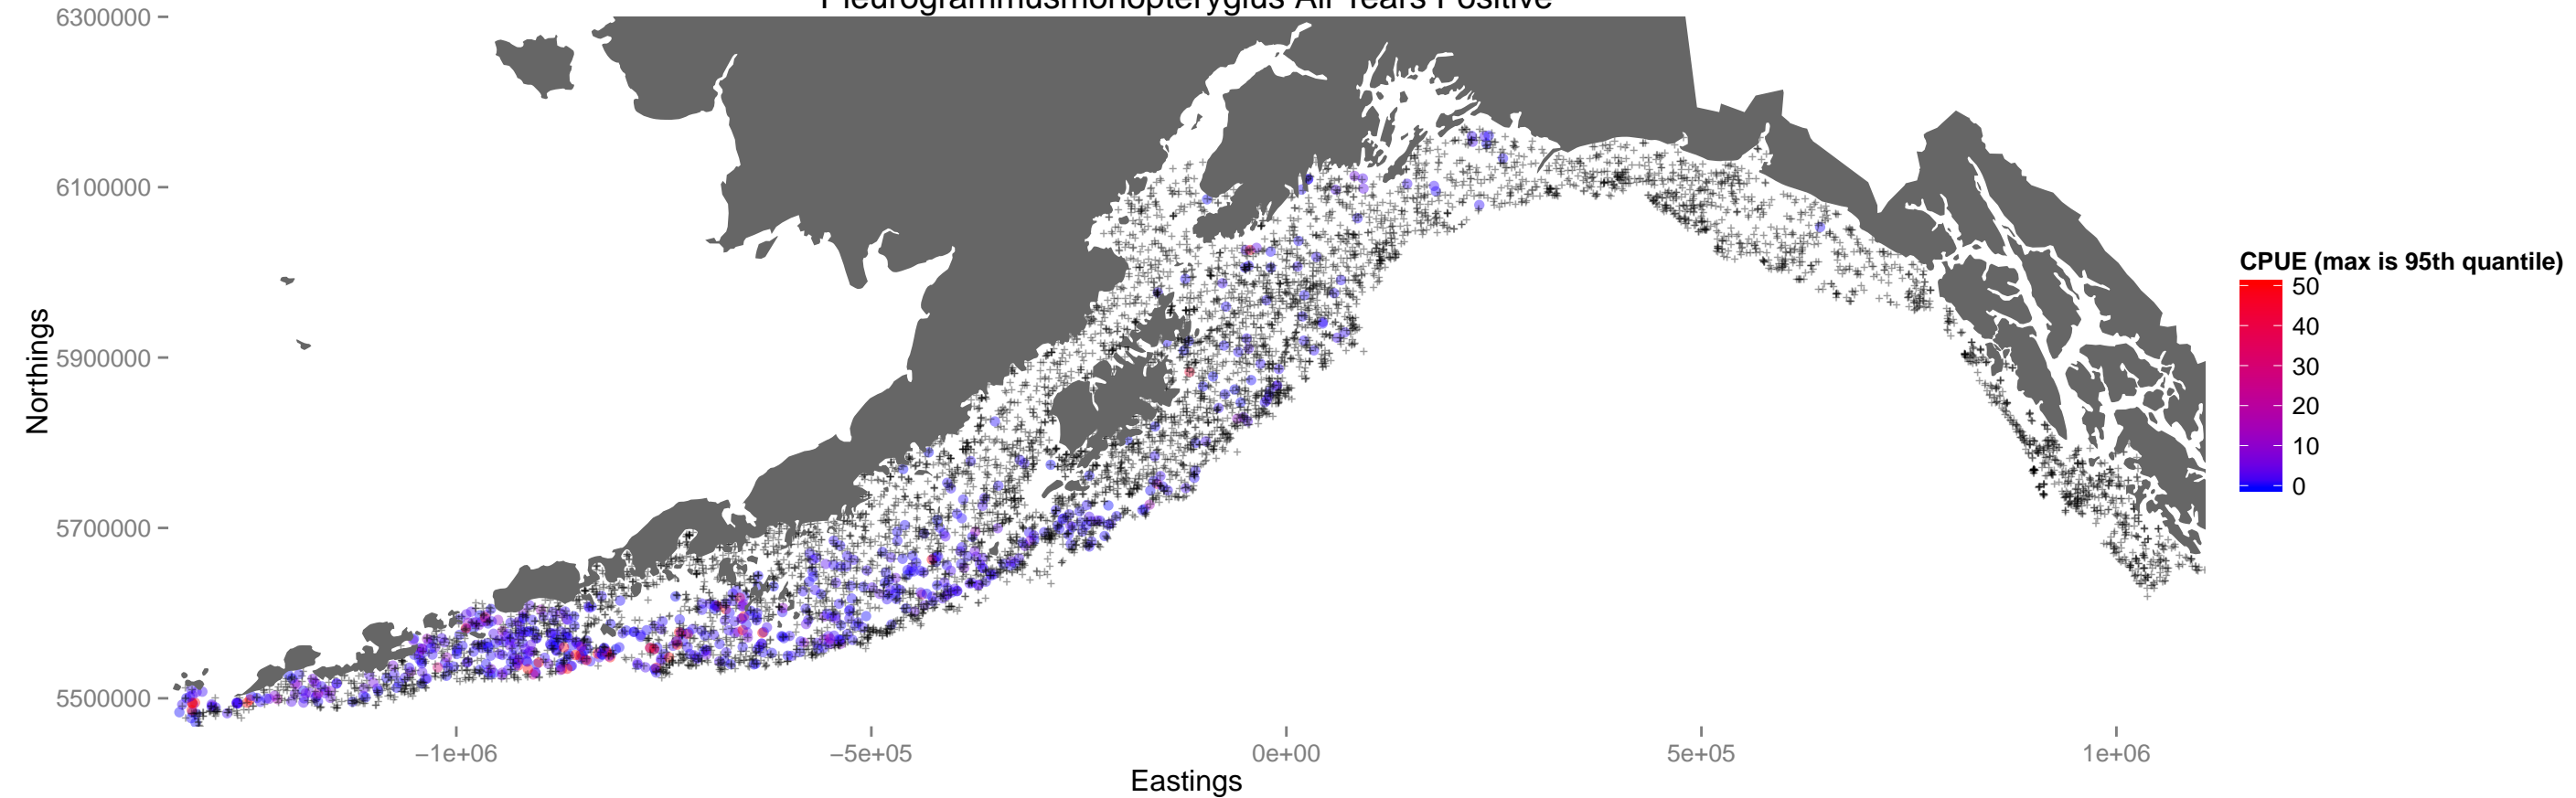 Pleurogrammusmonopterygius All Years Positive
6300000
6100000
5900000
5700000
5500000
Northings
−1e+06
−5e+05
0e+00
5e+05
1e+06
Eastings
CPUE (max is 95th quantile)
50
40
30
20
10
0